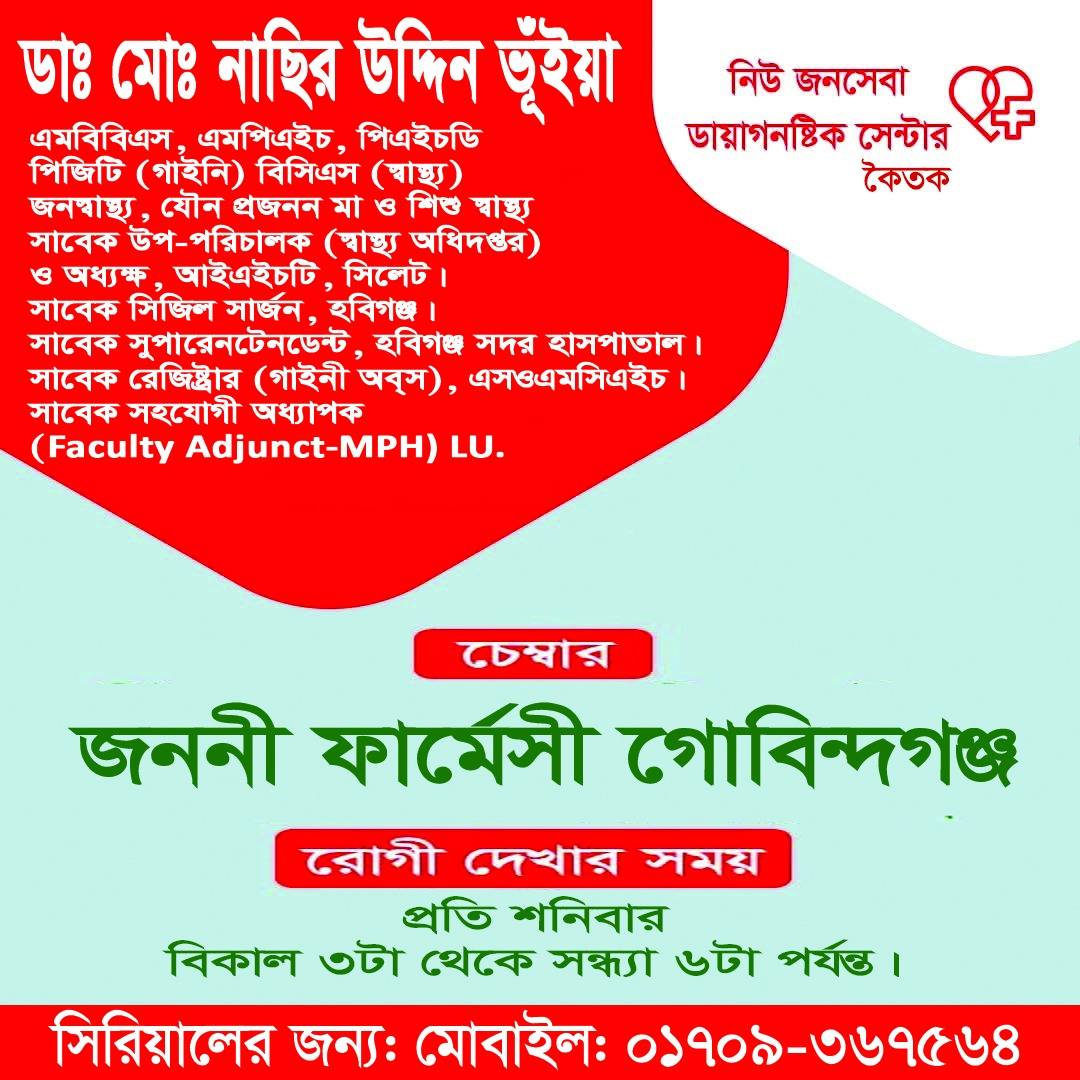 ডাঃ মোঃ নাছির উদ্দিন ভূঁইয়া
এমবিবিএস, এমপিএইচ, পিএইচডি
পিজিটি (গাইনি) বিসিএস (স্বাস্থ্য)
জনস্বাস্থ্য, যৌন প্রজনন মা ও শিশু স্বাস্থ্য
সাবেক উপ-পরিচালক (স্বাস্থ্য অধিদপ্তর)
ও অধ্যক্ষ, আইএইচটি, সিলেট।
সাবেক সিজিল সার্জন, হবিগঞ্জ।
সাবেক সুপারেনটেনডেন্ট, হবিগঞ্জ সদর হাসপাতাল।
সাবেক রেজিষ্ট্রার (গাইনী অব্‌স), এসওএমসিএইচ।
সাবেক সহযোগী অধ্যাপক
(Faculty Adjunct-MPH) LU.
নিউ জনসেবা
ডায়াগনষ্টিক সেন্টার
কৈতক
চেম্বার
জননী ফার্মেসী গোবিন্দগঞ্জ
রোগী দেখার সময়
প্রতি শনিবার
বিকাল ৩টা থেকে সন্ধ্যা ৬টা পর্যন্ত।
সিরিয়ালের জন্য: মোবাইল: ০১৭০৯-৩৬৭৫৬৪